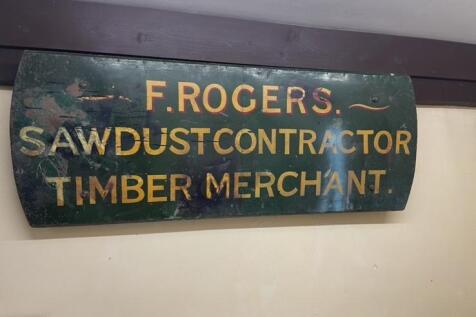 F.ROGERS.
SAWDUST CONTRACTOR
TIMBER MERCHANT.